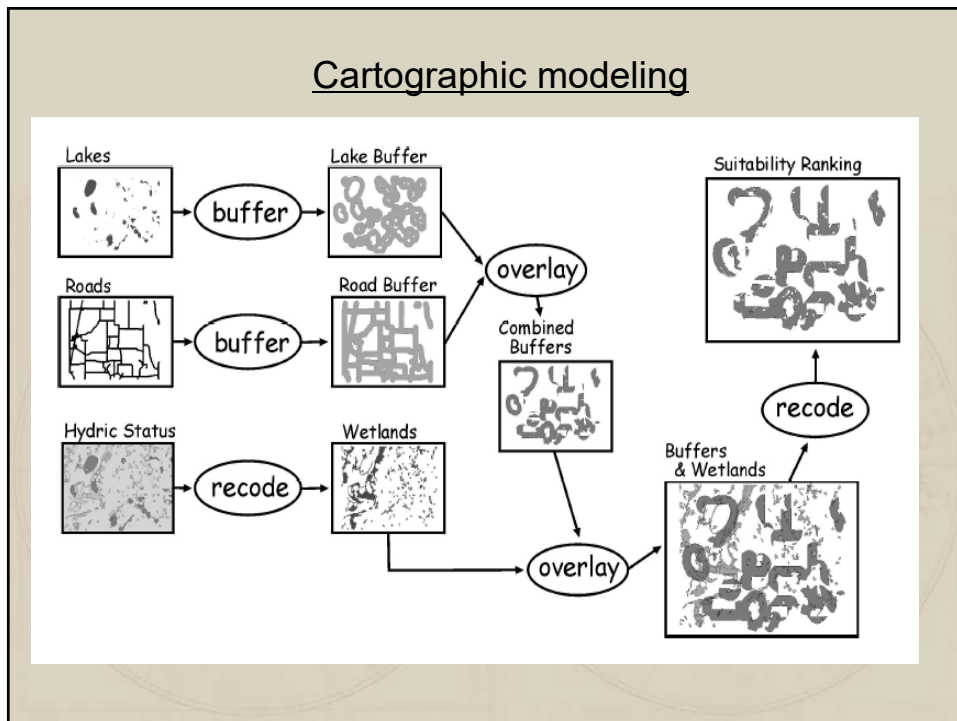 Cartographic modeling
Lakes
buffer
Lake Buffer
Roads
buffer
Road Buffer
overlay
Combined
Buffers
Hydric Status
recode
Wetlands
overlay
Buffers
& Wetlands
recode
Suitability Ranking